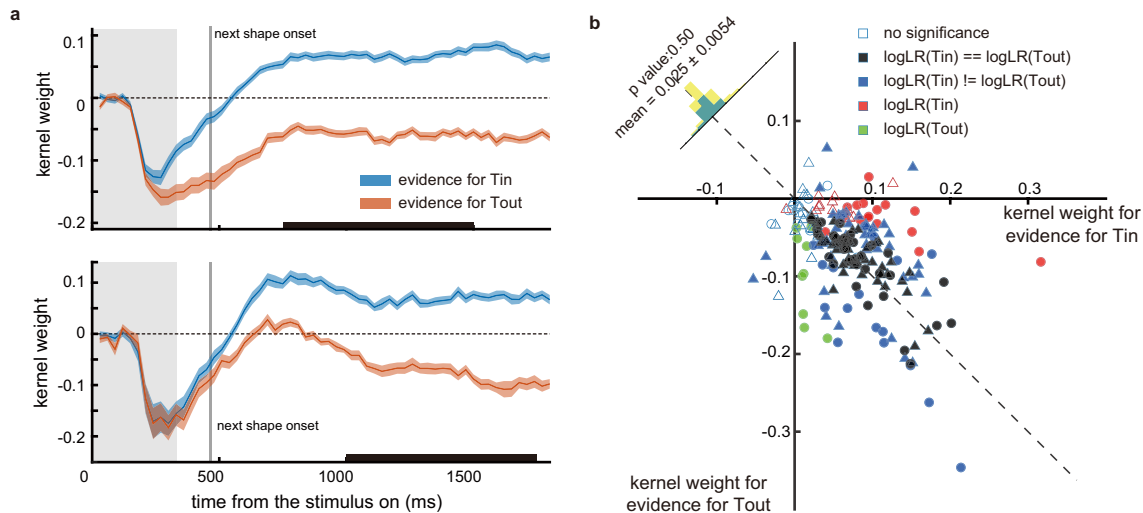 a
0.1
0
-0.1
-0.2
kernel weight
next shape onset
evidence for Tin
evidence for Tout
0.1
0
-0.1
-0.2
kernel weight
next shape onset
0
500
1000
1500
time from the stimulus on (ms)
b
p value:0.50
mean = 0.025 ± 0.0054
no significance
logLR(Tin) == logLR(Tout)
logLR(Tin) != logLR(Tout)
logLR(Tin)
logLR(Tout)
0.1
-0.1
0.1
0.2
0.3
kernel weight for
evidence for Tin
-0.1
-0.2
-0.3
kernel weight for
evidence for Tout